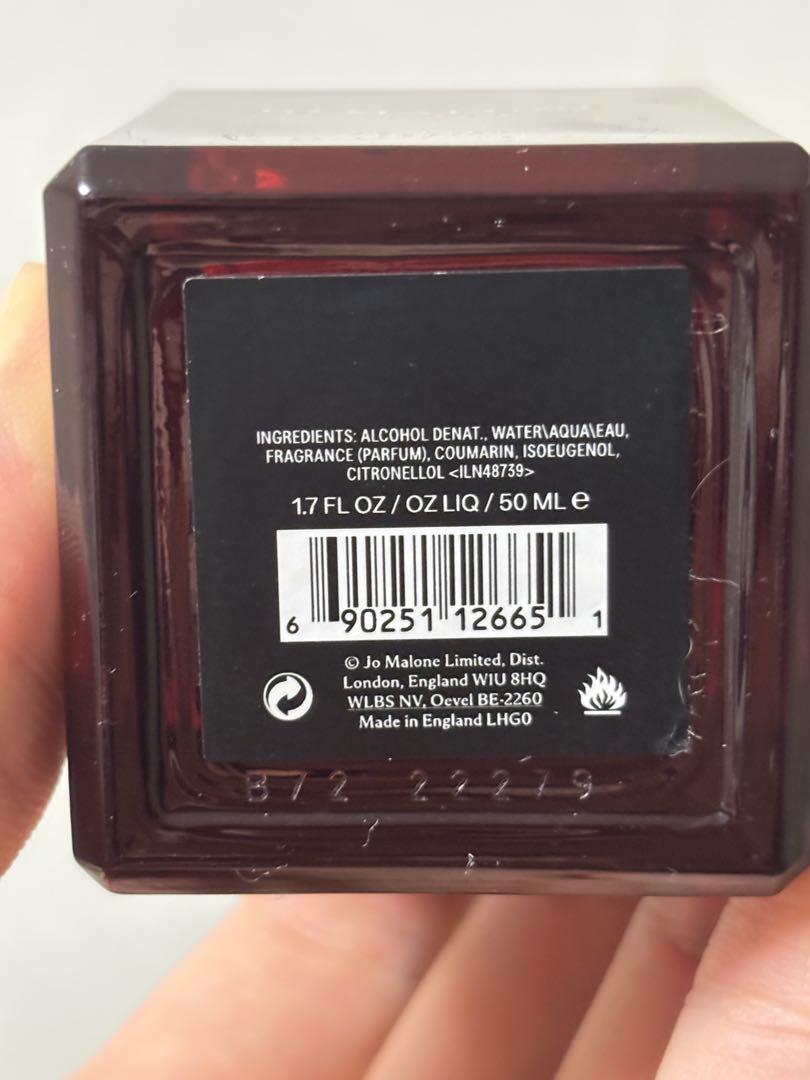 INGREDIENTS: ALCOHOL DENAT., WATER\AQUA\EAU,
FRAGRANCE (PARFUM), COUMARIN, ISOEUGENOL,
CITRONELLOL <ILN48739>
1.7 FL OZ / OZ LIQ / 50 ML ℮
6 90251 12665 1
© Jo Malone Limited, Dist.
London, England W1U 8HQ
WLBS NV, Oevel BE-2260
Made in England LHG0
B72 22279